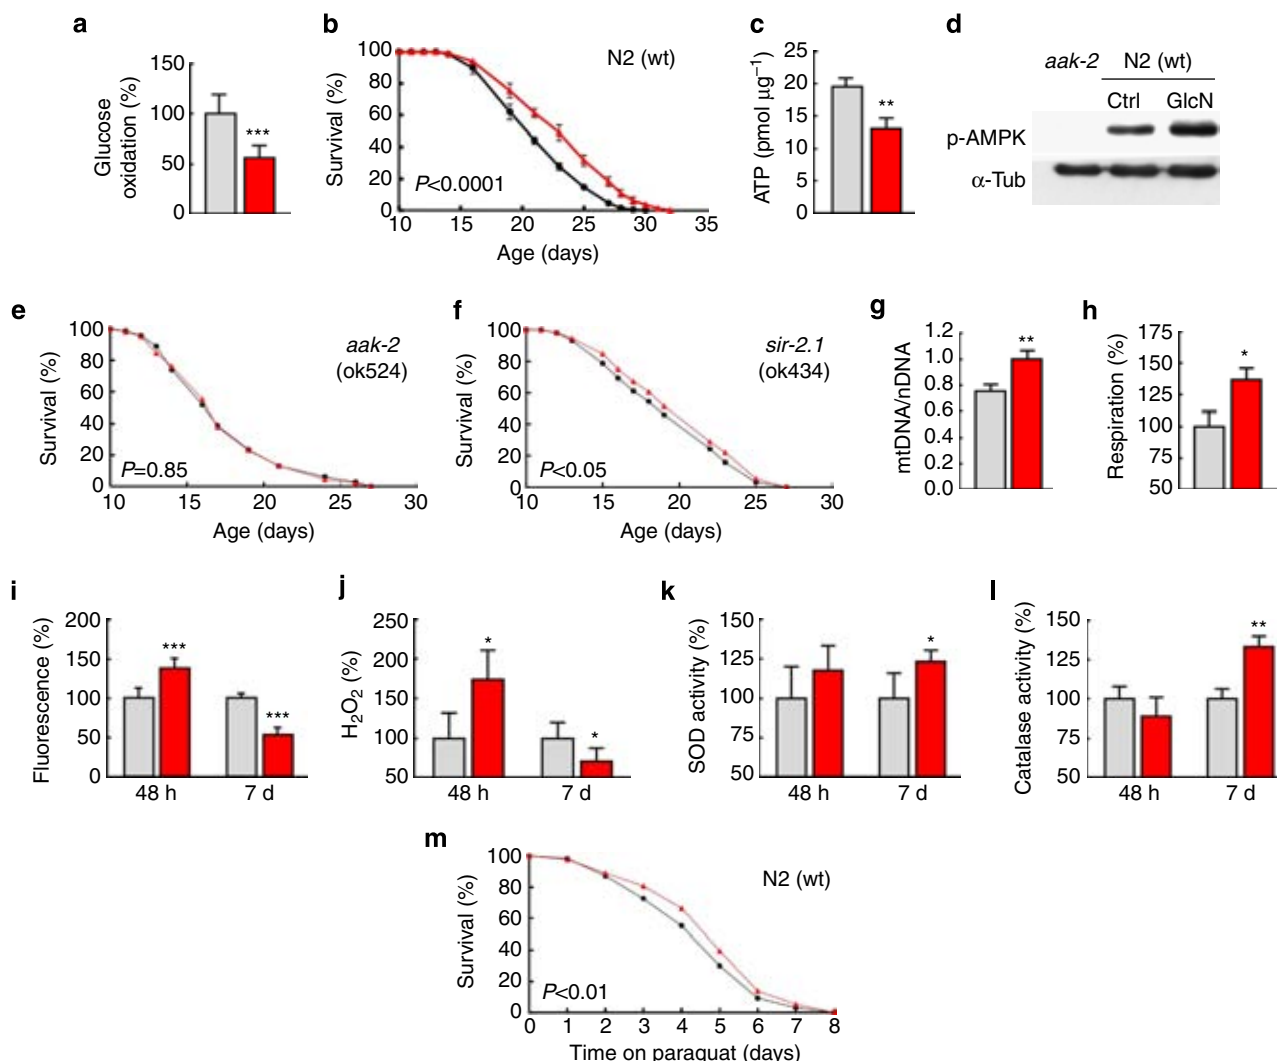 a
Glucose
oxidation (%)
150
100
50
0
***
b
Survival (%)
100
80
60
40
20
0
N2 (wt)
P<0.0001
10 15 20 25 30 35
Age (days)
c
ATP (pmol μg⁻¹)
25
20
15
10
5
0
**
d
aak-2 N2 (wt)
Ctrl GlcN
p-AMPK
α-Tub
e
Survival (%)
100
80
60
40
20
0
aak-2
(ok524)
P=0.85
10 15 20 25 30
Age (days)
f
Survival (%)
100
80
60
40
20
0
sir-2.1
(ok434)
P<0.05
10 15 20 25 30
Age (days)
g
mtDNA/nDNA
1.2
1.0
0.8
0.6
0.4
0.2
0.0
**
h
Respiration (%)
175
150
125
100
75
50
*
i
Fluorescence (%)
200
150
100
50
0
***
***
48 h 7 d
j
H₂O₂ (%)
250
200
150
100
50
*
*
48 h 7 d
k
SOD activity (%)
150
125
100
75
50
*
48 h 7 d
l
Catalase activity (%)
150
125
100
75
50
**
48 h 7 d
m
Survival (%)
100
80
60
40
20
0
N2 (wt)
P<0.01
0 1 2 3 4 5 6 7 8
Time on paraquat (days)